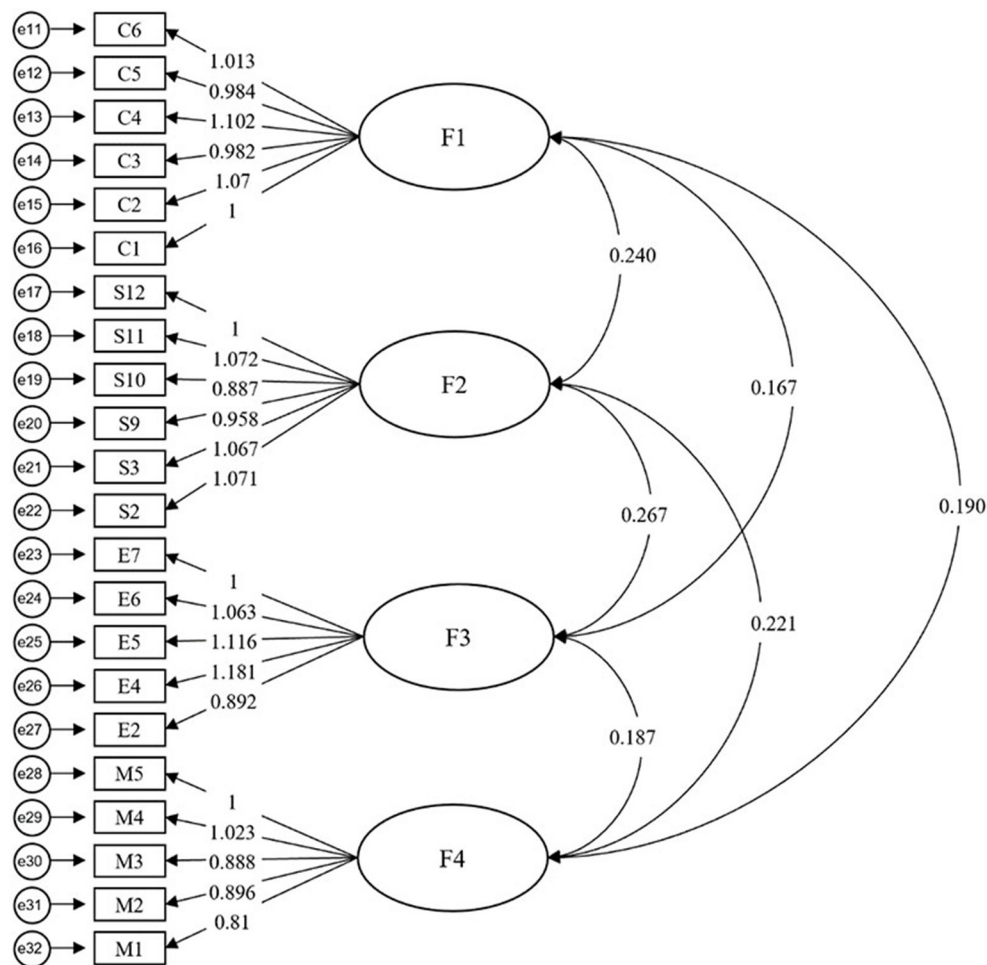 e11 C6
1.013
e12 C5
0.984
e13 C4
1.102
F1
e14 C3
0.982
1.07
e15 C2
1
e16 C1
0.240
e17 S12
1
e18 S11
1.072
e19 S10
0.887
F2
0.167
e20 S9
0.958
1.067
e21 S3
1.071
e22 S2
0.267
0.190
e23 E7
1
e24 E6
1.063
0.221
e25 E5
1.116
F3
e26 E4
1.181
0.892
e27 E2
0.187
e28 M5
1
e29 M4
1.023
e30 M3
0.888
F4
e31 M2
0.896
0.81
e32 M1